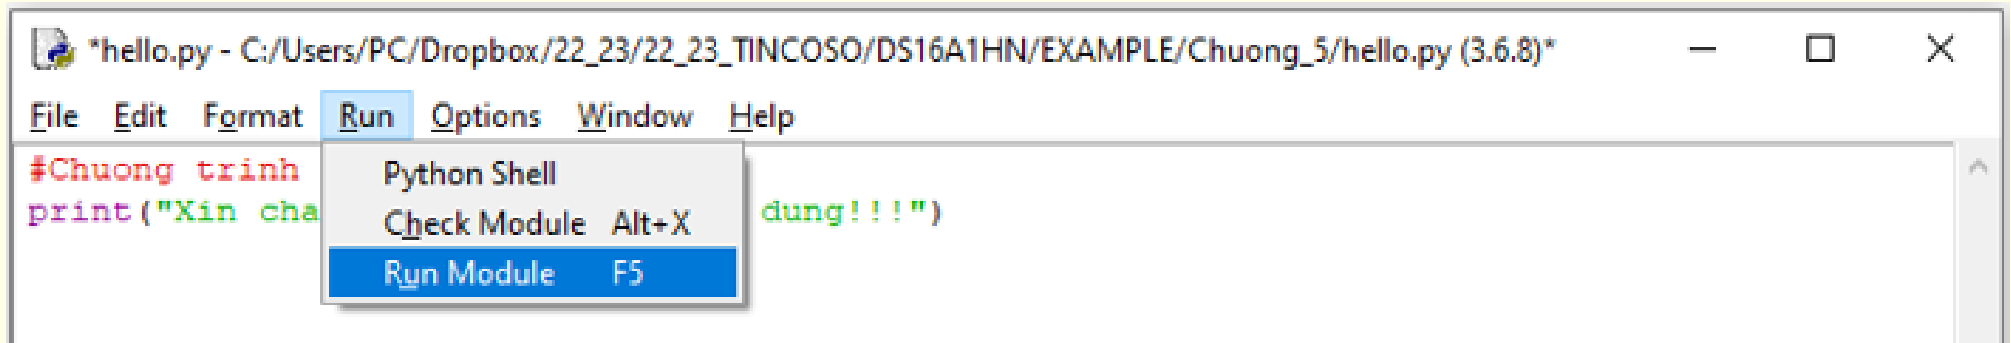 *hello.py - C:/Users/PC/Dropbox/22_23/22_23_TINCOSO/DS16A1HN/EXAMPLE/Chuong_5/hello.py (3.6.8)*
File Edit Format Run Options Window Help
#Chuong trinh
Python Shell
print("Xin cha dung!!!")
Check Module Alt+X
Run Module F5